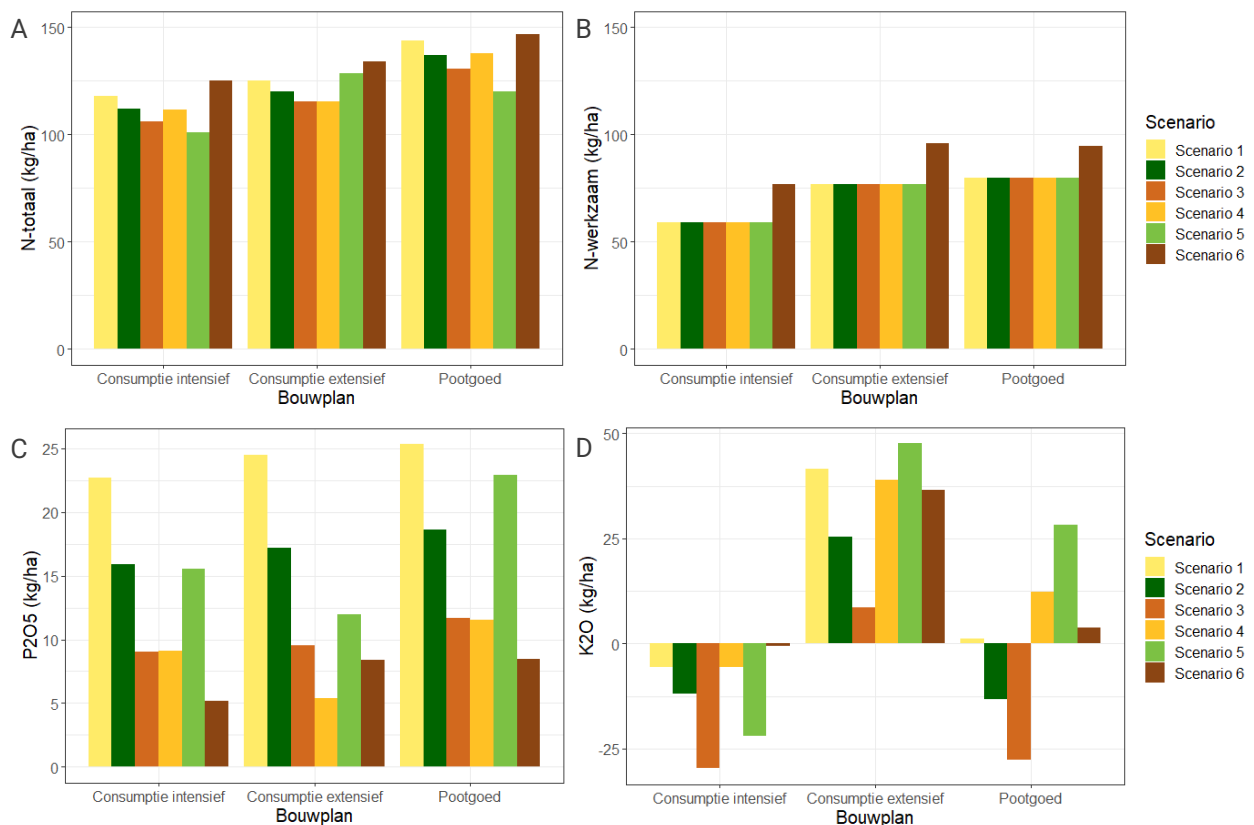 A
N-totaal (kg/ha)
150
100
50
0
Consumptie intensief
Consumptie extensief
Pootgoed
Bouwplan
B
N-werkzaam (kg/ha)
150
100
50
0
Consumptie intensief
Consumptie extensief
Pootgoed
Bouwplan
Scenario
Scenario 1
Scenario 2
Scenario 3
Scenario 4
Scenario 5
Scenario 6
C
P2O5 (kg/ha)
25
20
15
10
5
0
Consumptie intensief
Consumptie extensief
Pootgoed
Bouwplan
D
K2O (kg/ha)
50
25
0
-25
Consumptie intensief
Consumptie extensief
Pootgoed
Bouwplan
Scenario
Scenario 1
Scenario 2
Scenario 3
Scenario 4
Scenario 5
Scenario 6